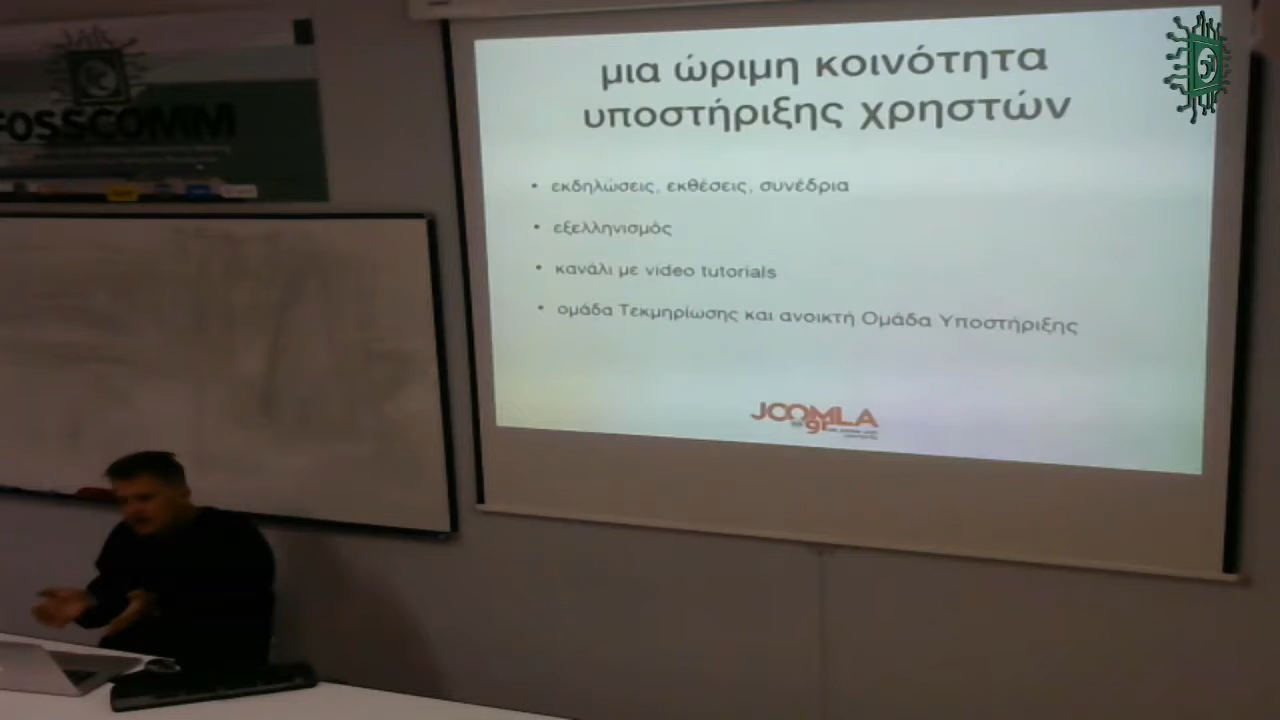 FOSSCOMM
μια ώριμη κοινότητα
υποστήριξης χρηστών
• εκδηλώσεις, εκθέσεις, συνέδρια
• εξελληνισμός
• κανάλι με video tutorials
• ομάδα Τεκμηρίωσης και ανοικτή Ομάδα Υποστήριξης
JOOMLA
gr